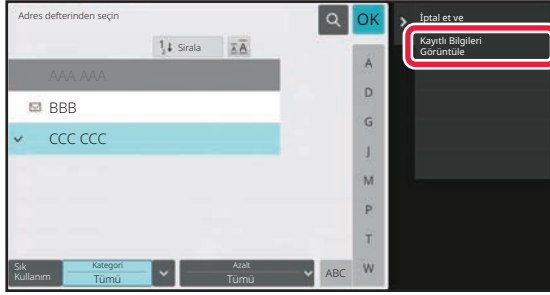 Adres defterinden seçin
OK
İptal et ve
Kayıtlı Bilgileri
Görüntüle
Sırala
AAA AAA
BBB
CCC CCC
A
D
G
J
M
P
T
W
Sık
Kullanım
Kategori
Tümü
Azalt
Tümü
ABC